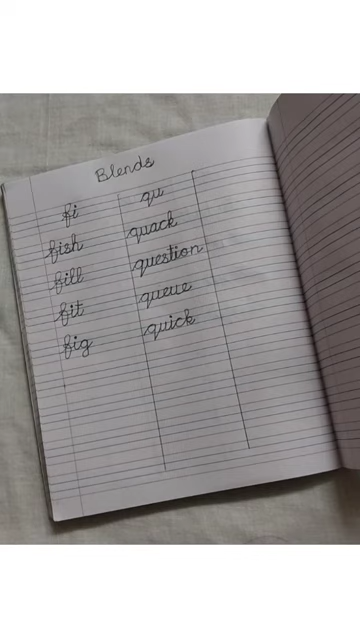 Blends
fi qu
fish quack
fill question
fit queue
fig quick